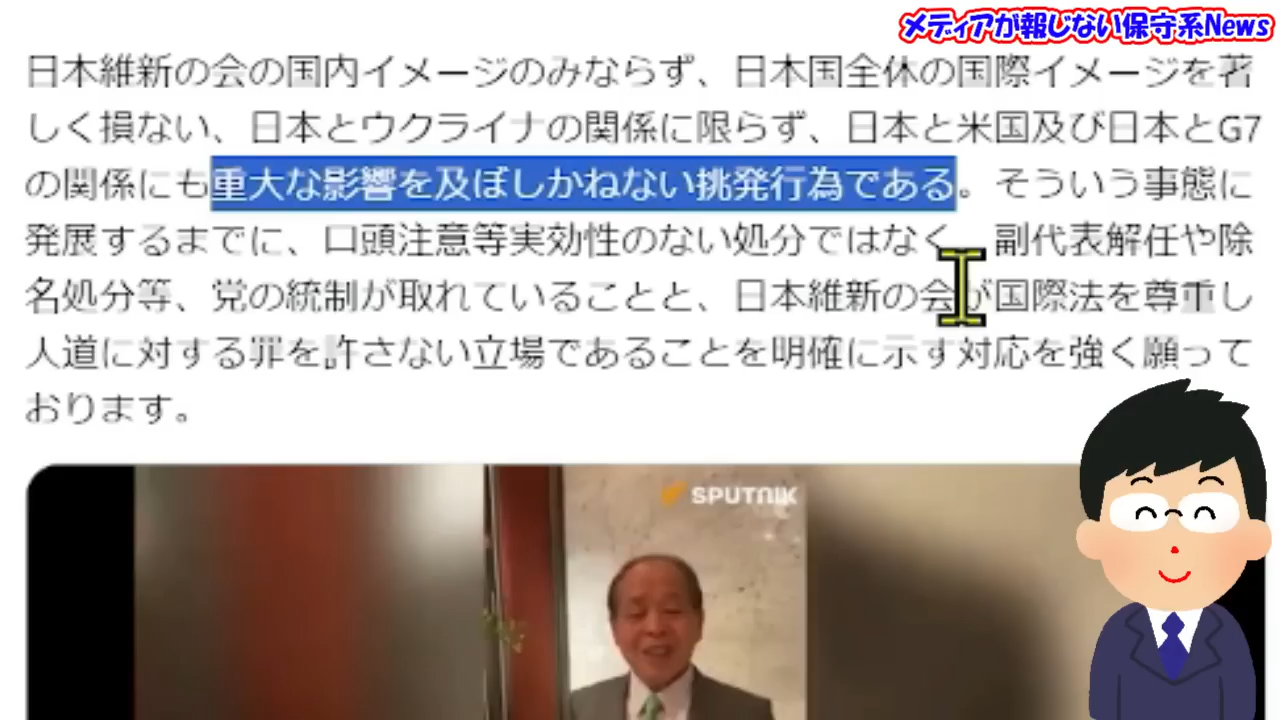 メディアが報じない保守系News
日本維新の会の国内イメージのみならず、日本国全体の国際イメージを著
しく損ない、日本とウクライナの関係に限らず、日本と米国及び日本とG7
の関係にも重大な影響を及ぼしかねない挑発行為である。そういう事態に
発展するまでに、口頭注意等実効性のない処分ではなく、副代表解任や除
名処分等、党の統制が取れていることと、日本維新の会が国際法を尊重し
人道に対する罪を許さない立場であることを明確に示す対応を強く願って
おります。
SPUTNIK